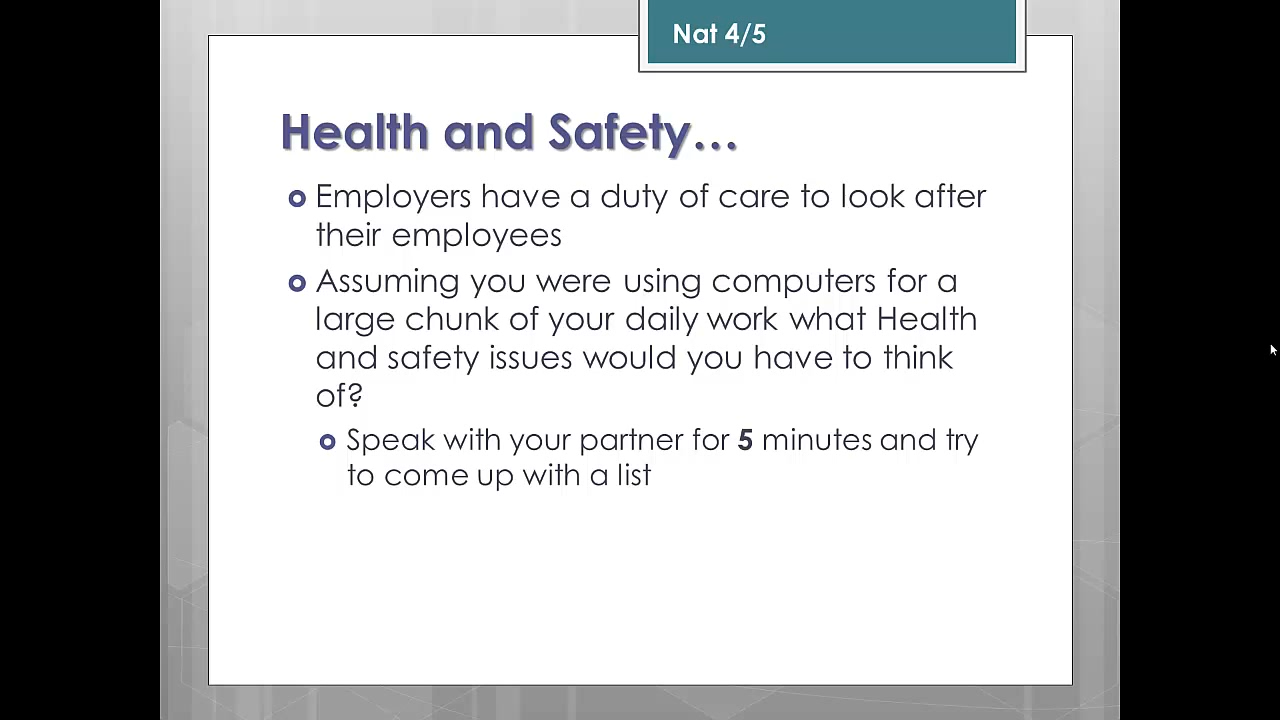 Nat 4/5
Health and Safety...
Employers have a duty of care to look after
their employees
Assuming you were using computers for a
large chunk of your daily work what Health
and safety issues would you have to think
of?
Speak with your partner for 5 minutes and try
to come up with a list